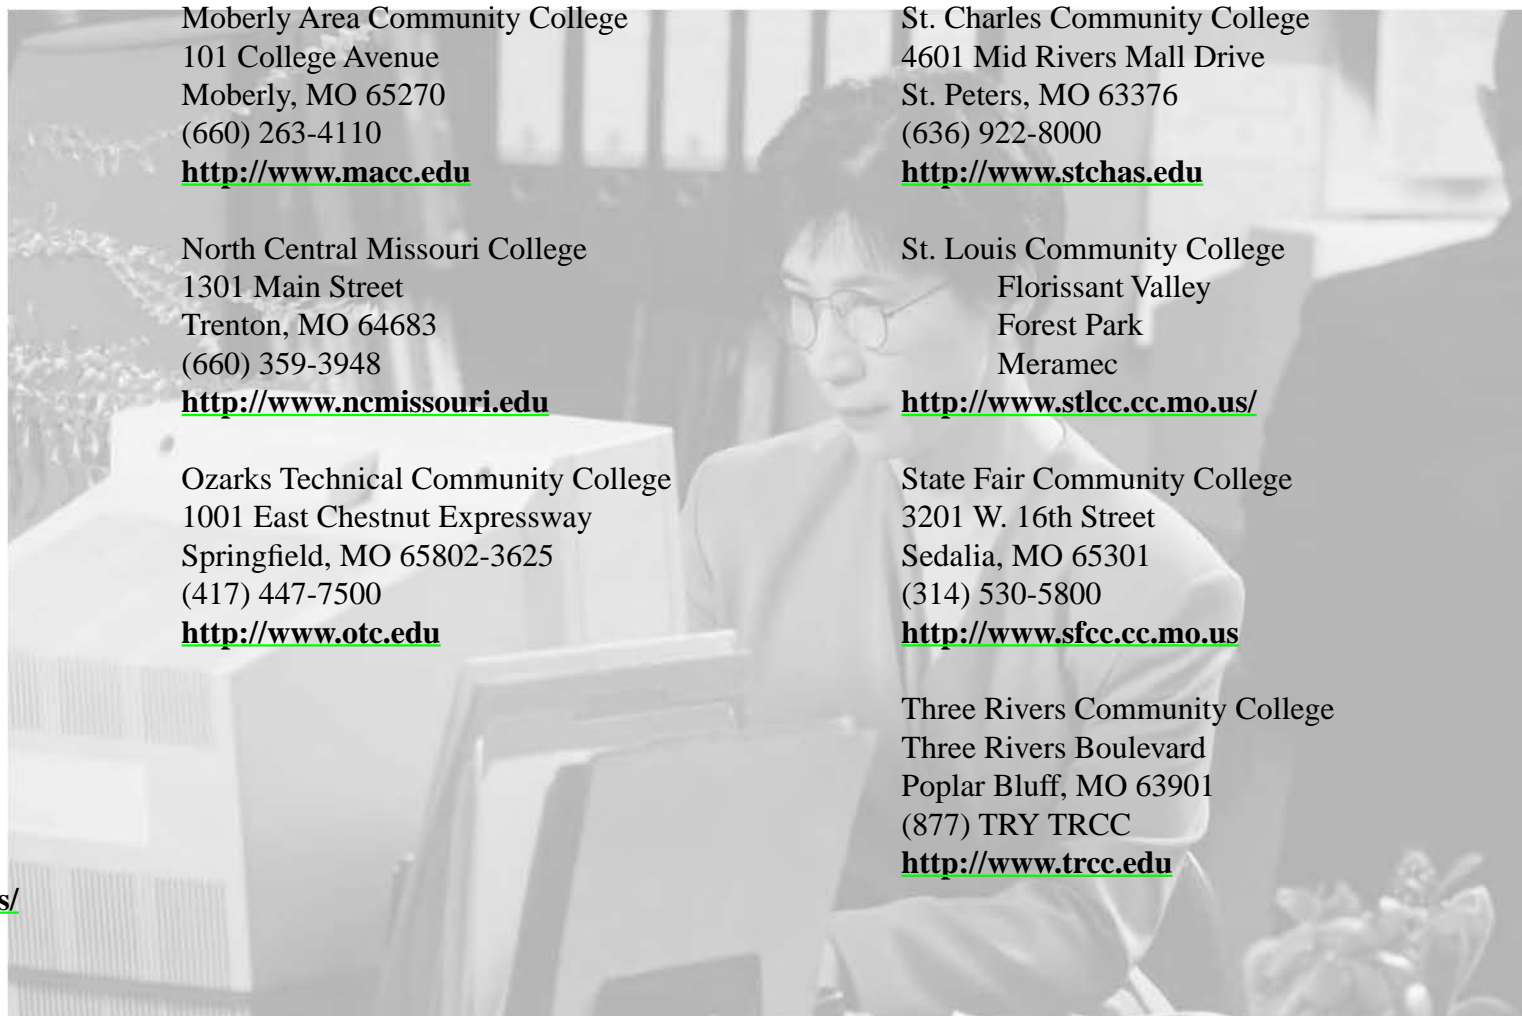 Moberly Area Community College
101 College Avenue
Moberly, MO 65270
(660) 263-4110
http://www.macc.edu
North Central Missouri College
1301 Main Street
Trenton, MO 64683
(660) 359-3948
http://www.ncmissouri.edu
Ozarks Technical Community College
1001 East Chestnut Expressway
Springfield, MO 65802-3625
(417) 447-7500
http://www.otc.edu
s/
St. Charles Community College
4601 Mid Rivers Mall Drive
St. Peters, MO 63376
(636) 922-8000
http://www.stchas.edu
St. Louis Community College
Florissant Valley
Forest Park
Meramec
http://www.stlcc.cc.mo.us/
State Fair Community College
3201 W. 16th Street
Sedalia, MO 65301
(314) 530-5800
http://www.sfcc.cc.mo.us
Three Rivers Community College
Three Rivers Boulevard
Poplar Bluff, MO 63901
(877) TRY TRCC
http://www.trcc.edu